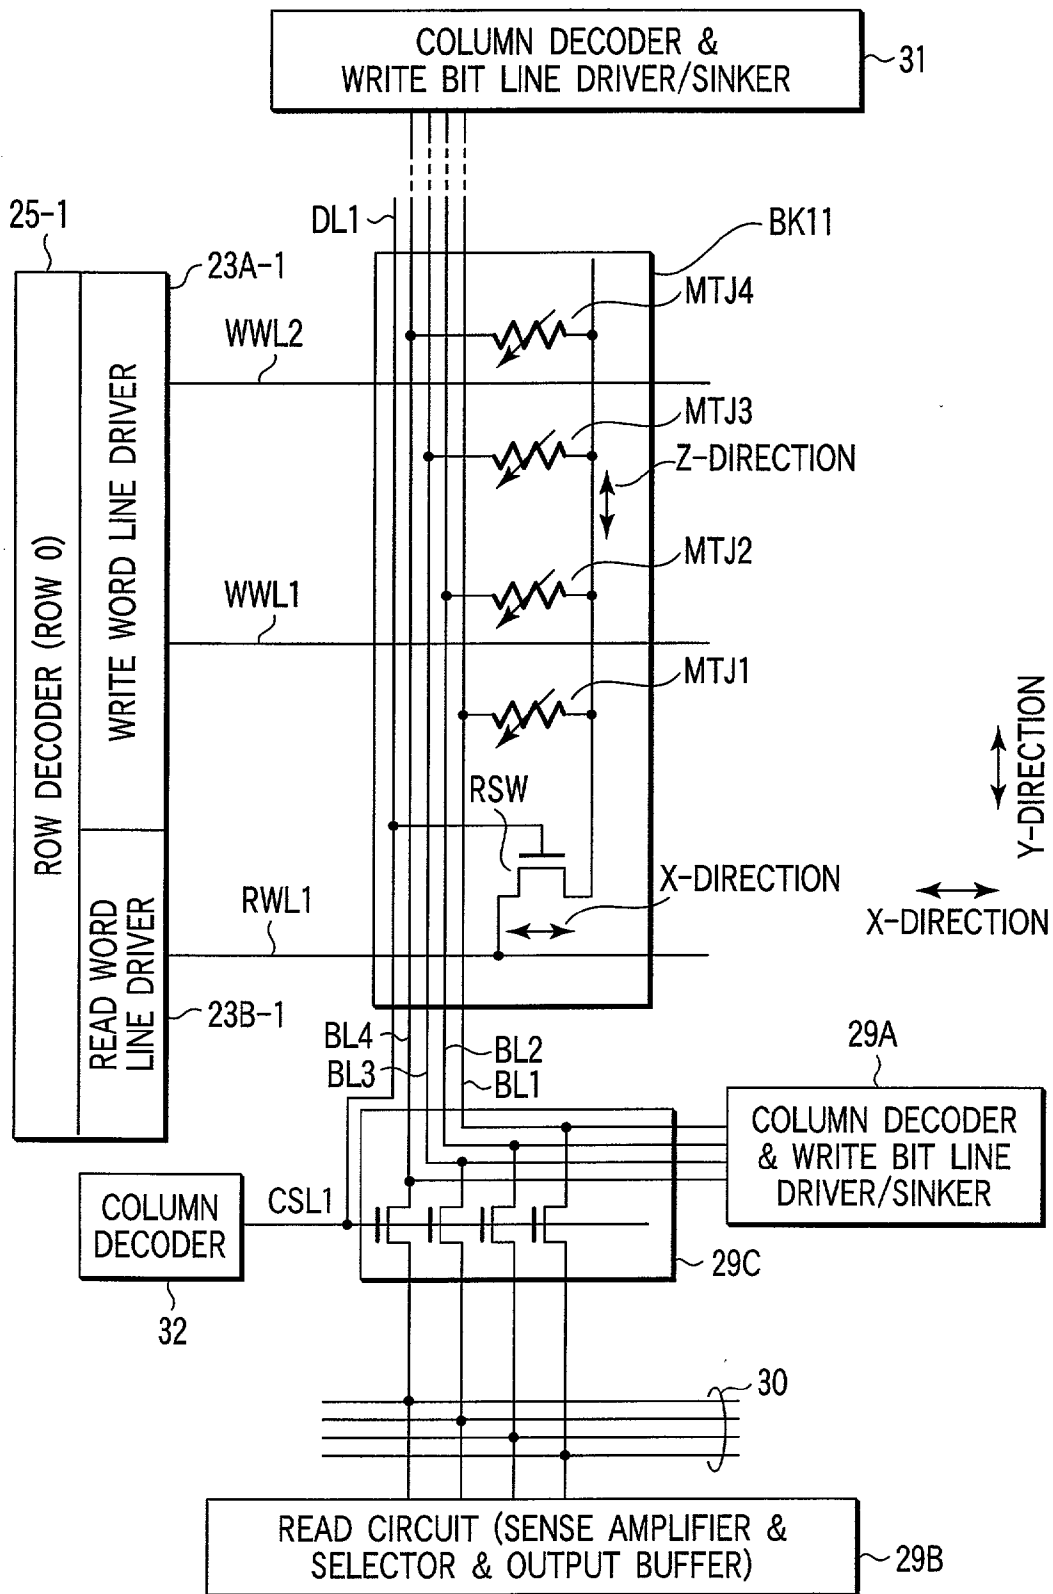 COLUMN DECODER &
WRITE BIT LINE DRIVER/SINKER
31
25-1
DL1
BK11
23A-1
MTJ4
WWL2
MTJ3
Z-DIRECTION
ROW DECODER (ROW 0)
WRITE WORD LINE DRIVER
MTJ2
WWL1
MTJ1
Y-DIRECTION
RSW
X-DIRECTION
X-DIRECTION
RWL1
READ WORD
LINE DRIVER
23B-1
BL4
BL2
BL3
BL1
29A
COLUMN DECODER
& WRITE BIT LINE
DRIVER/SINKER
COLUMN
DECODER
CSL1
29C
32
30
READ CIRCUIT (SENSE AMPLIFIER &
SELECTOR & OUTPUT BUFFER)
29B